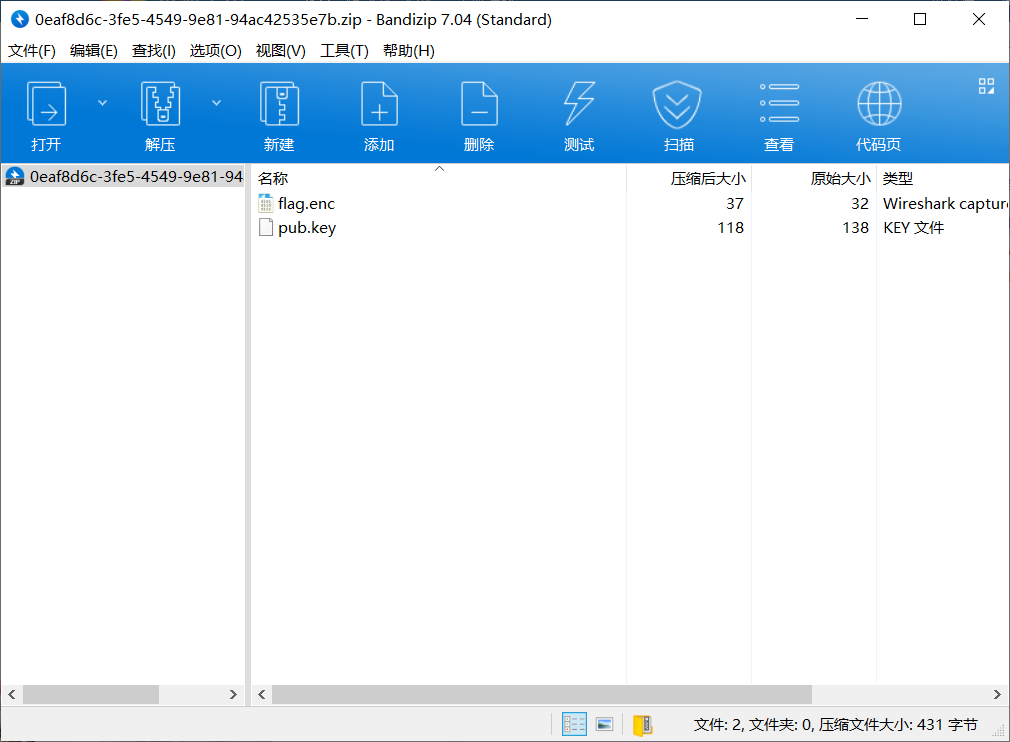 0eaf8d6c-3fe5-4549-9e81-94ac42535e7b.zip - Bandizip 7.04 (Standard)
文件(F) 编辑(E) 查找(I) 选项(O) 视图(V) 工具(T) 帮助(H)
打开 解压 新建 添加 删除 测试 扫描 查看 代码页
0eaf8d6c-3fe5-4549-9e81-94
名称 压缩后大小 原始大小 类型
flag.enc 37 32 Wireshark capture
pub.key 118 138 KEY 文件
文件: 2, 文件夹: 0, 压缩文件大小: 431 字节